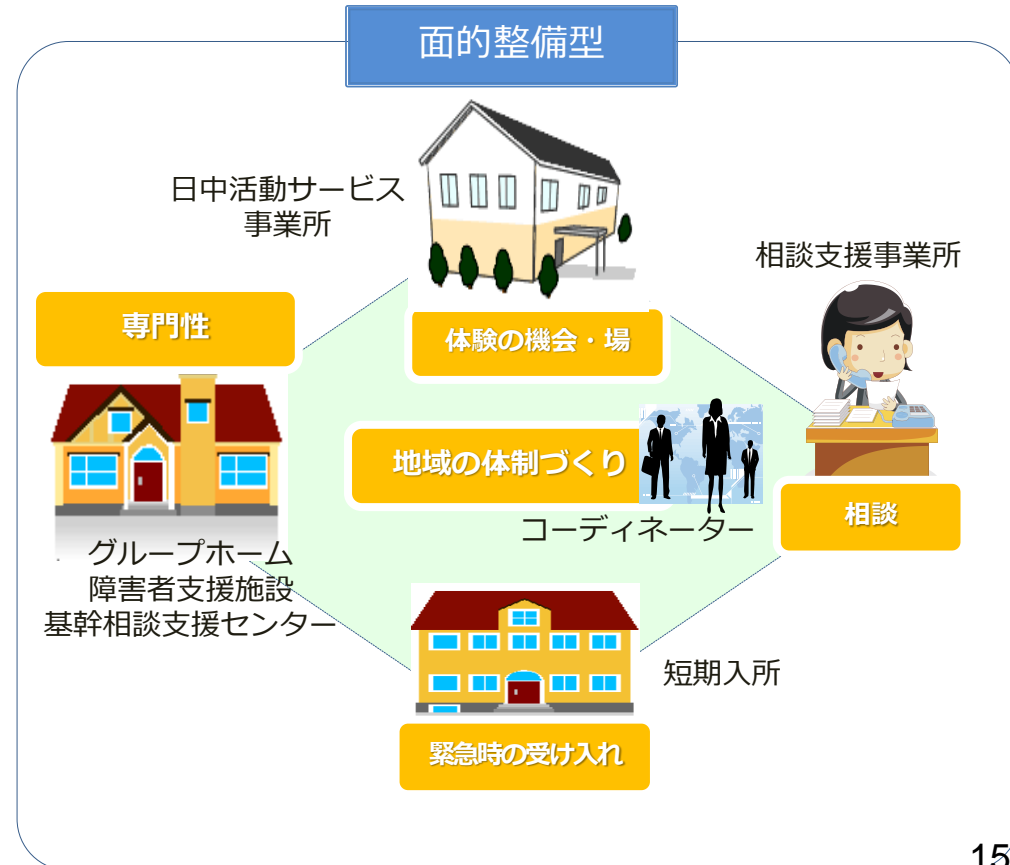 面的整備型
日中活動サービス
事業所
相談支援事業所
専門性
体験の機会・場
地域の体制づくり
コーディネーター
相談
グループホーム
障害者支援施設
基幹相談支援センター
短期入所
緊急時の受け入れ
15